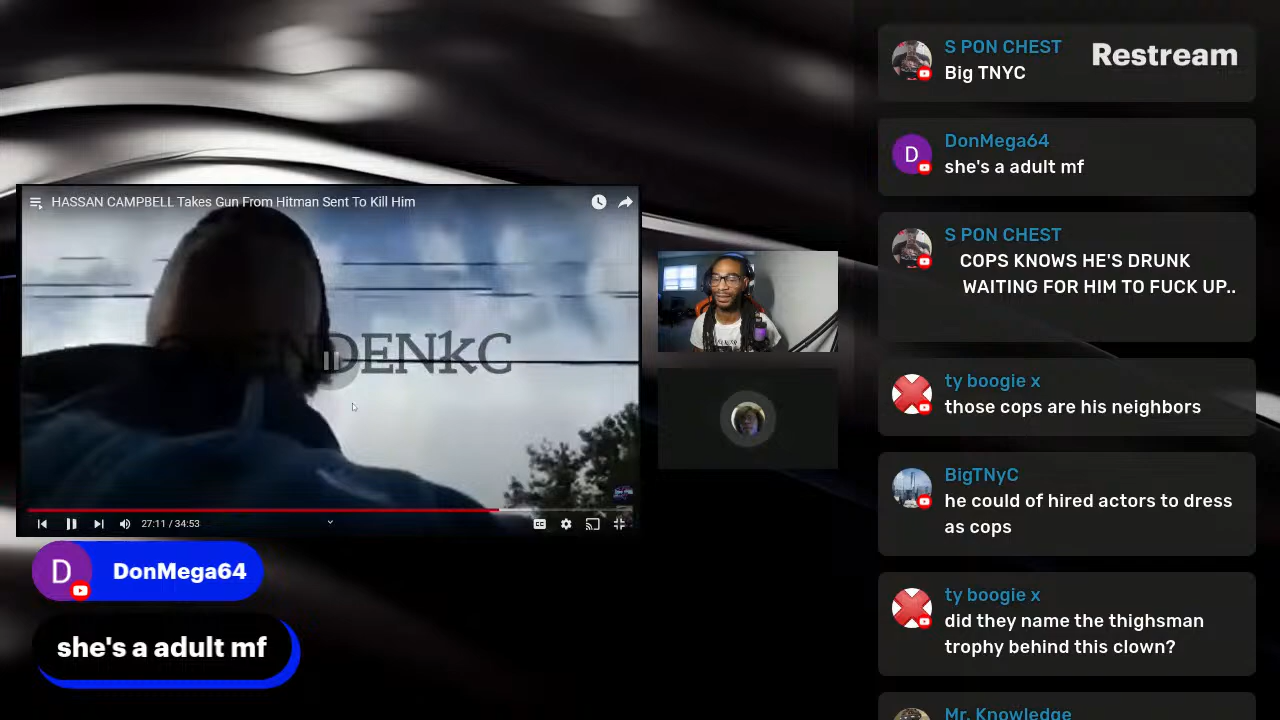 S PON CHEST
Restream
Big TNYC
DonMega64
D
she's a adult mf
HASSAN CAMPBELL Takes Gun From Hitman Sent To Kill Him
S PON CHEST
COPS KNOWS HE'S DRUNK
WAITING FOR HIM TO FUCK UP..
ty boogie x
those cops are his neighbors
BigTNyC
he could of hired actors to dress
as cops
27:11 / 34:53
CC
D
DonMega64
she's a adult mf
ty boogie x
did they name the thighsman
trophy behind this clown?
Mr. Knowledge